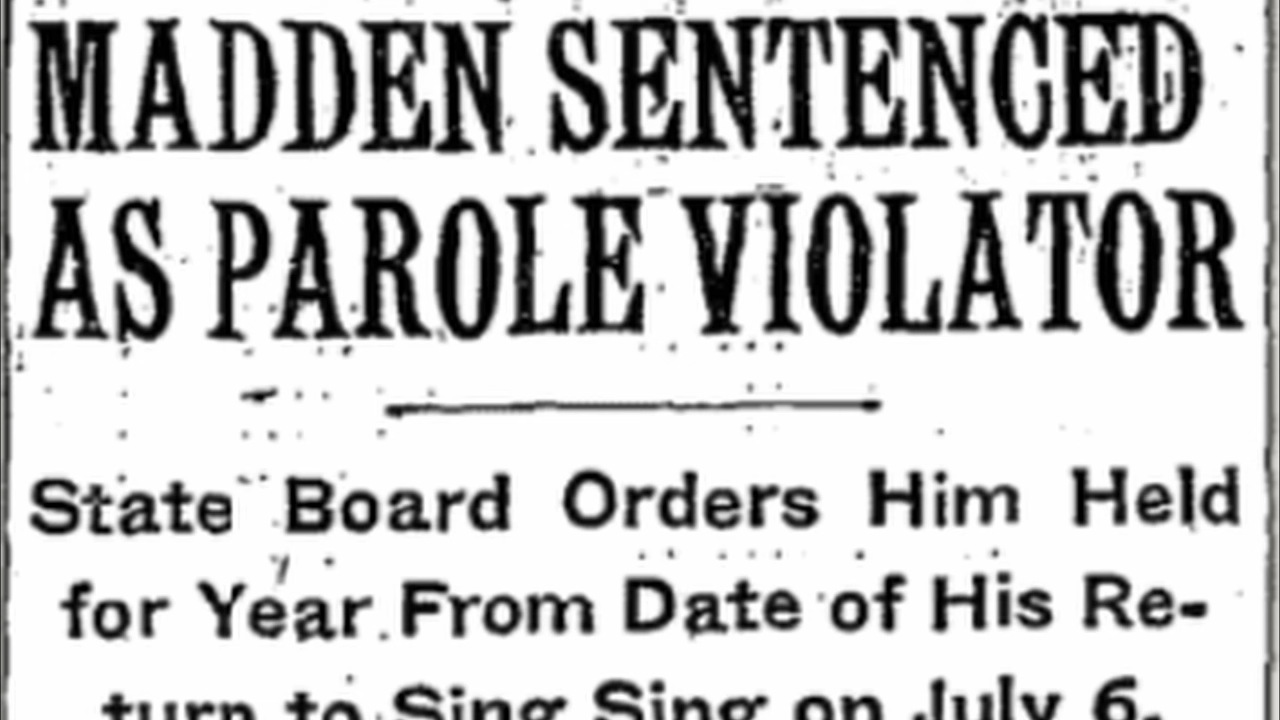 MADDEN SENTENCED
AS PAROLE VIOLATOR
State Board Orders Him Held
for Year From Date of His Re-
turn to Sing Sing on July 6.